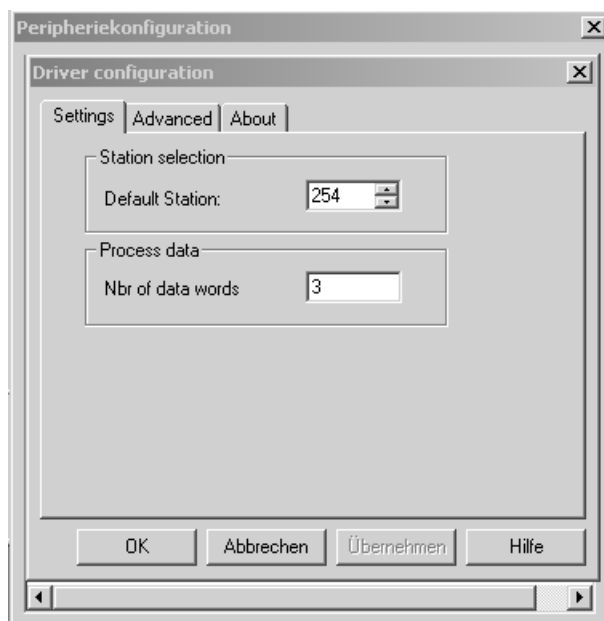 Peripheriekonfiguration
Driver configuration
Settings Advanced About
Station selection
Default Station: 254
Process data
Nbr of data words 3
OK Abbrechen Übernehmen Hilfe